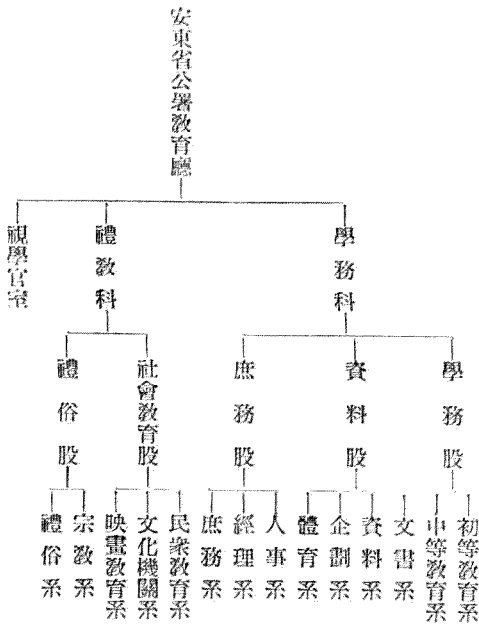 安東省公署教育廳
學務科
禮教科
視學官室
學務股
資料股
庶務股
社會教育股
禮俗股
初等教育系
中等教育系
文書系
資料系
企劃系
體育系
人事系
經理系
庶務系
民衆教育系
文化機關系
映畫教育系
宗教系
禮俗系